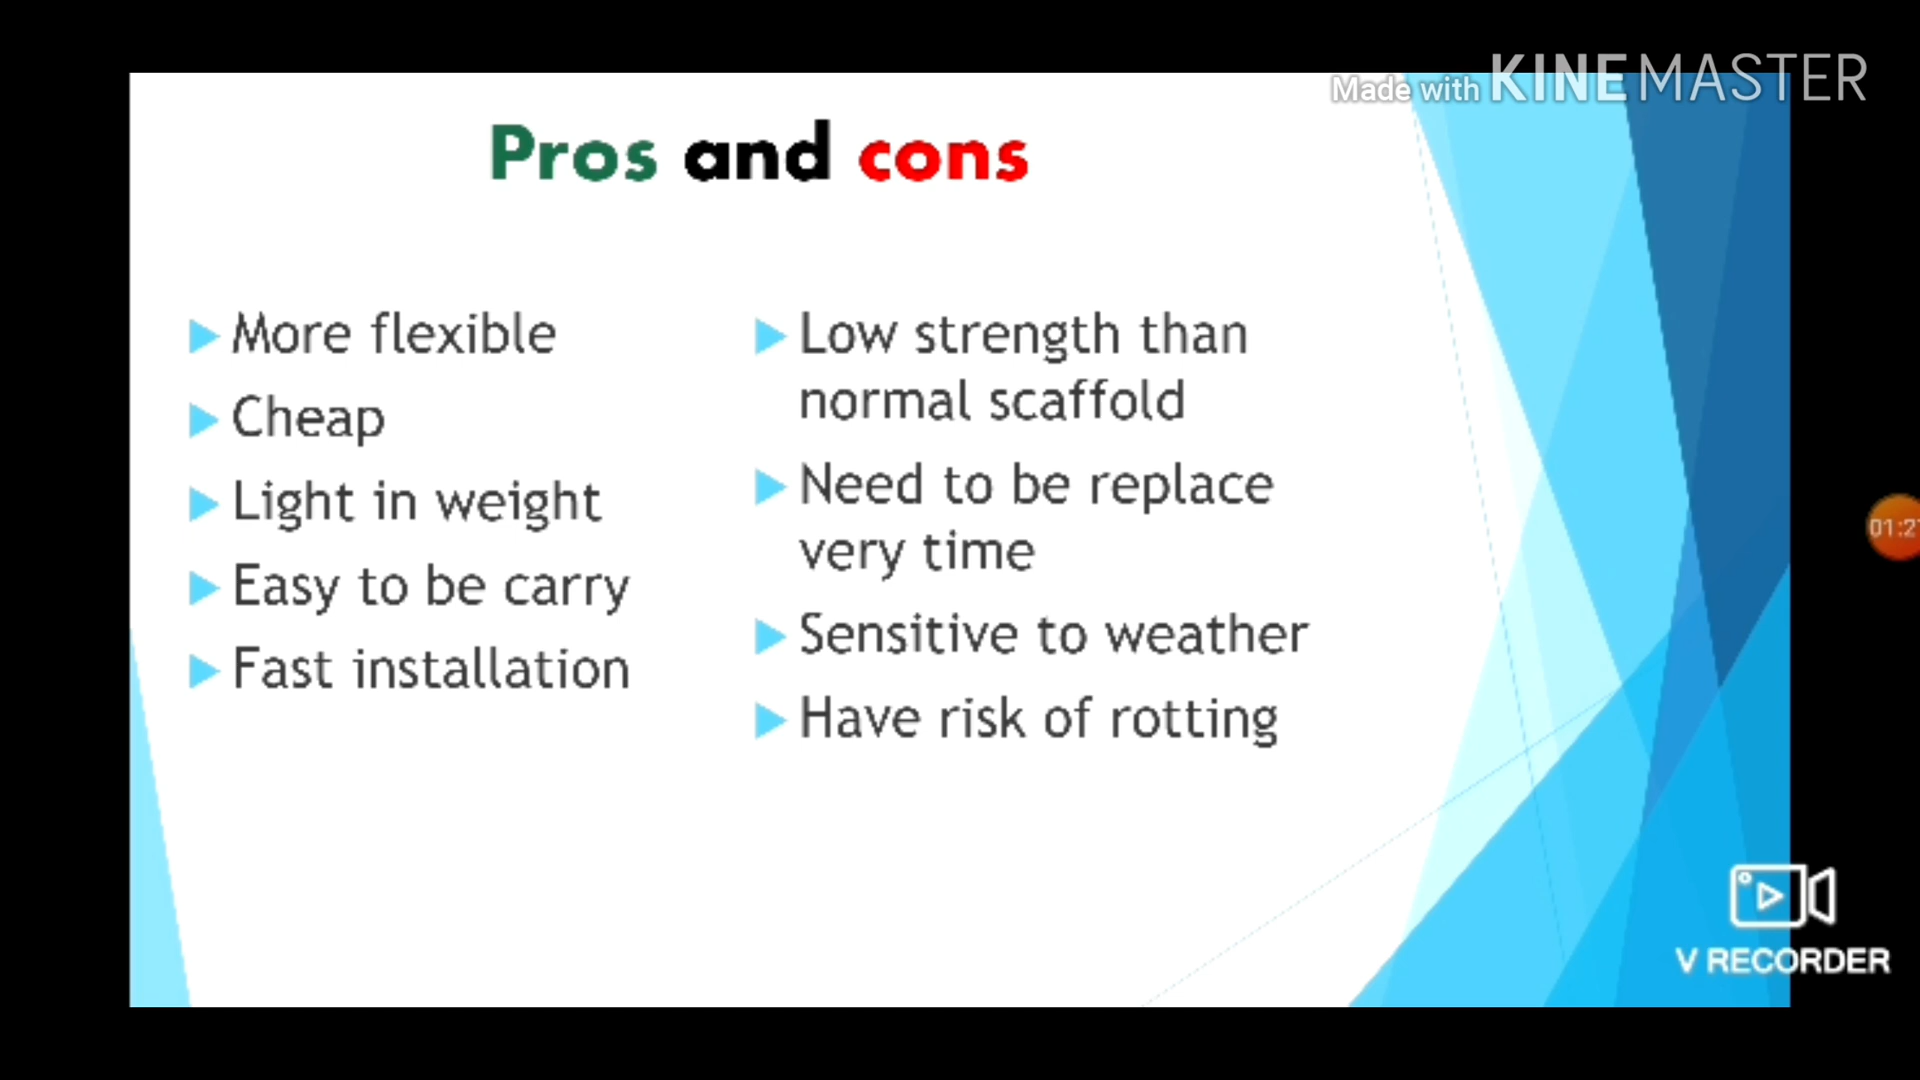 Made with KINEMASTER
Pros and cons
More flexible
Cheap
Light in weight
Easy to be carry
Fast installation
Low strength than
normal scaffold
Need to be replace
very time
Sensitive to weather
Have risk of rotting
V RECORDER